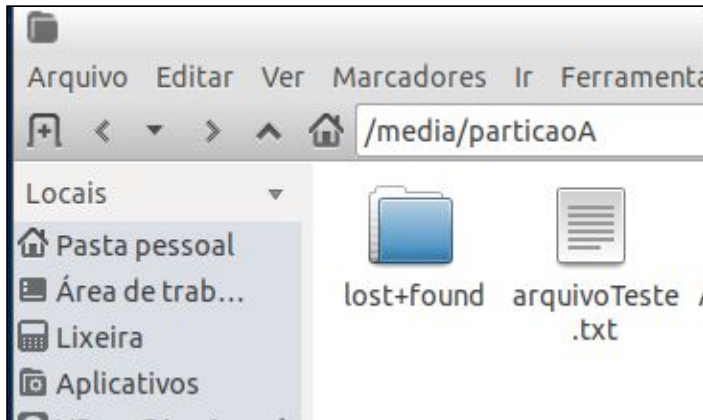 Arquivo Editar Ver Marcadores Ir
/media/particaoA
Locais
Pasta pessoal
Área de trab...
Lixeira
Aplicativos
lost+found
arquivoTeste
.txt